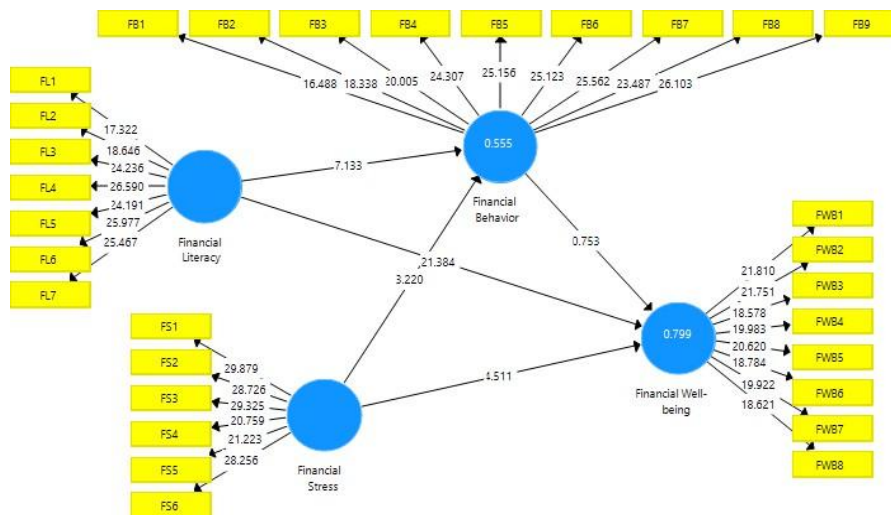 FB1 FB2 FB3 FB4 FB5 FB6 FB7 FB8 FB9
16.488 18.338 20.005 24.307 25.156 25.123 25.562 23.487 26.103
FL1
FL2
FL3
FL4
FL5
FL6
FL7
17.322
18.646
24.236
26.590
24.191
25.977
25.467
Financial
Literacy
7.133
0.555
Financial
Behavior
21.384
3.220
0.753
4.511
FS1
FS2
FS3
FS4
FS5
FS6
29.879
28.726
29.325
20.759
21.223
28.256
Financial
Stress
0.799
Financial Well-
being
21.810
21.751
18.578
19.983
20.620
18.784
19.922
18.621
FWB1
FWB2
FWB3
FWB4
FWB5
FWB6
FWB7
FWB8